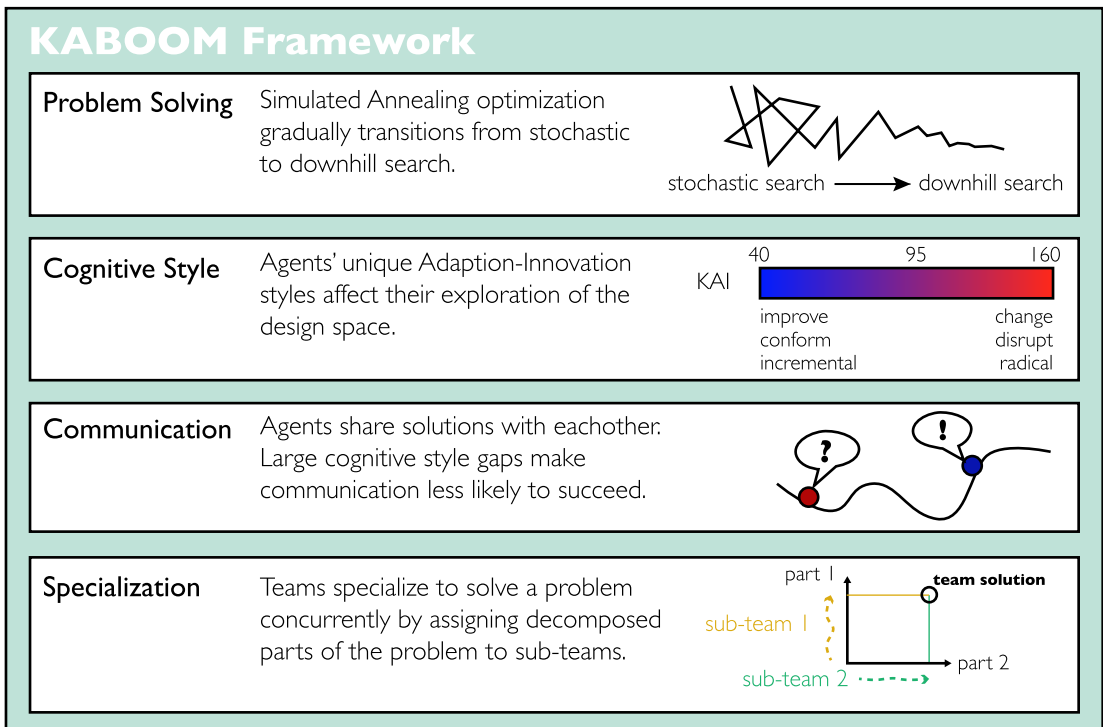 KABOOM Framework
Problem Solving
Simulated Annealing optimization
gradually transitions from stochastic
to downhill search.
stochastic search
downhill search
Cognitive Style
Agents' unique Adaption-Innovation
styles affect their exploration of the
design space.
KAI
40
95
160
improve
conform
incremental
change
disrupt
radical
Communication
Agents share solutions with eachother.
Large cognitive style gaps make
communication less likely to succeed.
?
!
Specialization
Teams specialize to solve a problem
concurrently by assigning decomposed
parts of the problem to sub-teams.
part 1
team solution
sub-team 1
part 2
sub-team 2